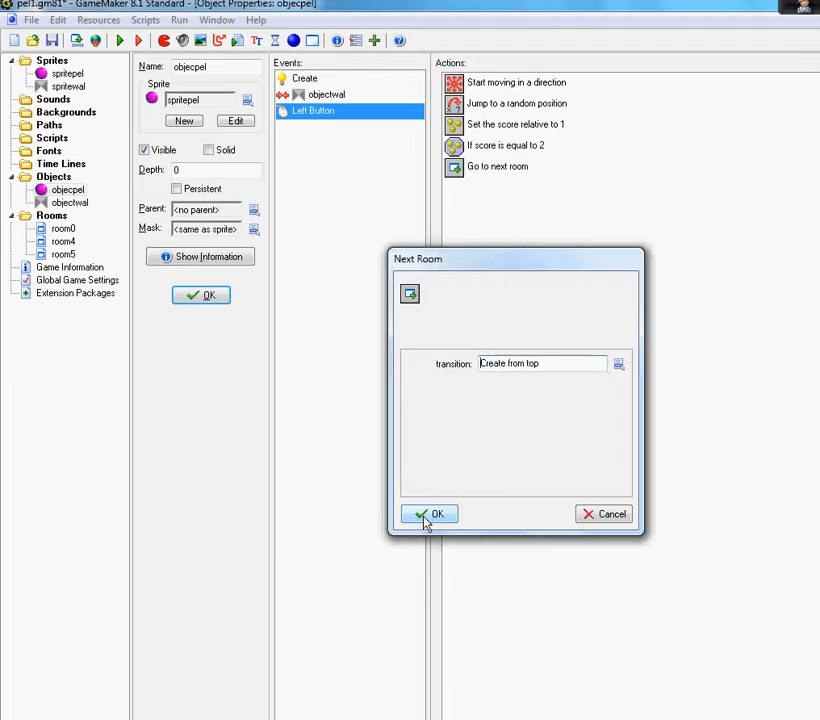 pel1.gm81* - GameMaker 8.1 Standard - [Object Properties: objecpel]
File Edit Resources Scripts Run Window Help
Sprites
spritepel
spritewal
Sounds
Backgrounds
Paths
Scripts
Fonts
Time Lines
Objects
objecpel
objectwal
Rooms
room0
room4
room5
Game Information
Global Game Settings
Extension Packages
Name: objecpel
Sprite
spritepel
New Edit
Visible Solid
Depth: 0
Persistent
Parent: <no parent>
Mask: <same as sprite>
Show Information
OK
Events:
Create
objectwal
Left Button
Actions:
Start moving in a direction
Jump to a random position
Set the score relative to 1
If score is equal to 2
Go to next room
Next Room
transition: Create from top
OK Cancel